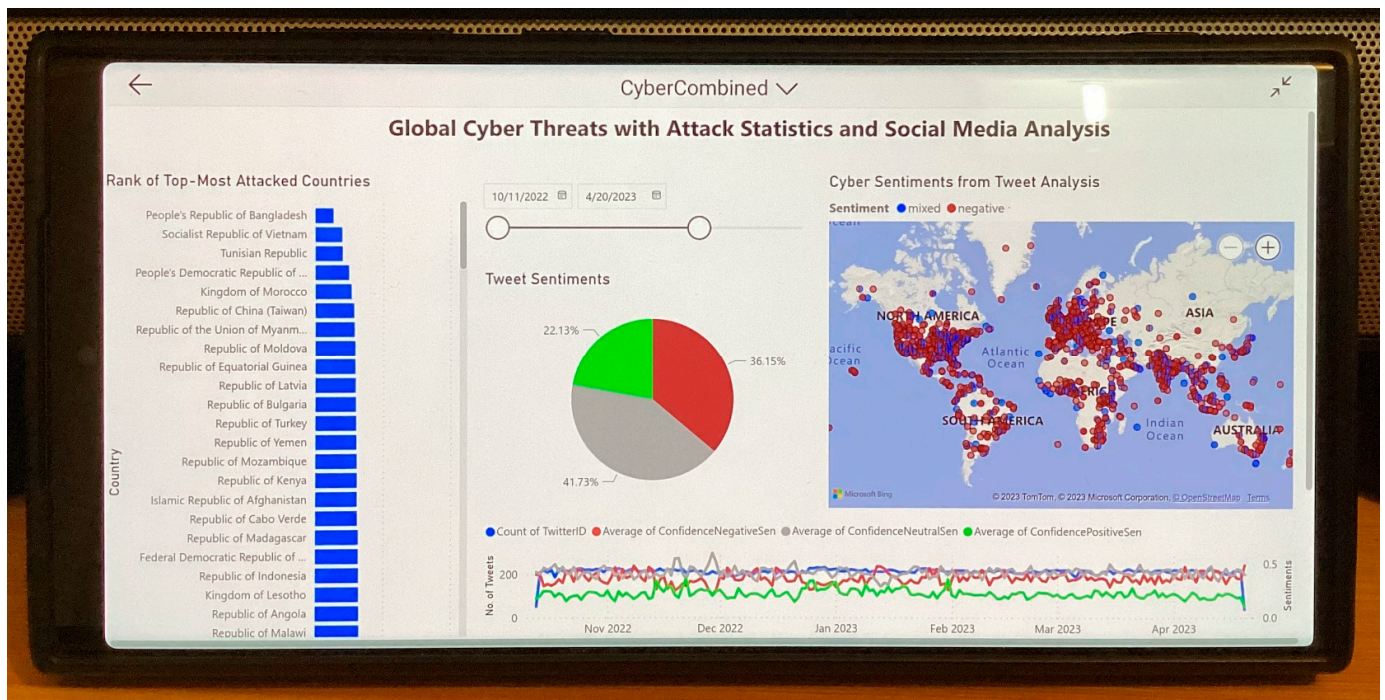 CyberCombined
Global Cyber Threats with Attack Statistics and Social Media Analysis
Rank of Top-Most Attacked Countries
People's Republic of Bangladesh
Socialist Republic of Vietnam
Tunisian Republic
People's Democratic Republic of ...
Kingdom of Morocco
Republic of China (Taiwan)
Republic of the Union of Myanm...
Republic of Moldova
Republic of Equatorial Guinea
Republic of Latvia
Republic of Bulgaria
Republic of Turkey
Republic of Yemen
Republic of Mozambique
Republic of Kenya
Islamic Republic of Afghanistan
Republic of Cabo Verde
Republic of Madagascar
Federal Democratic Republic of ...
Republic of Indonesia
Kingdom of Lesotho
Republic of Angola
Republic of Malawi
Country
10/11/2022
4/20/2023
Tweet Sentiments
22.13%
36.15%
41.73%
Cyber Sentiments from Tweet Analysis
Sentiment mixed negative
NORTH AMERICA
ASIA
acific
Ocean
Atlantic
Ocean
SOUTH AMERICA
Indian
Ocean
AUSTRALIA
Microsoft Bing
© 2023 TomTom, © 2023 Microsoft Corporation, © OpenStreetMap Terms
Count of TwitterID Average of ConfidenceNegativeSen Average of ConfidenceNeutralSen Average of ConfidencePositiveSen
No. of Tweets
200
0
0.5
0.0
Sentiments
Nov 2022 Dec 2022 Jan 2023 Feb 2023 Mar 2023 Apr 2023